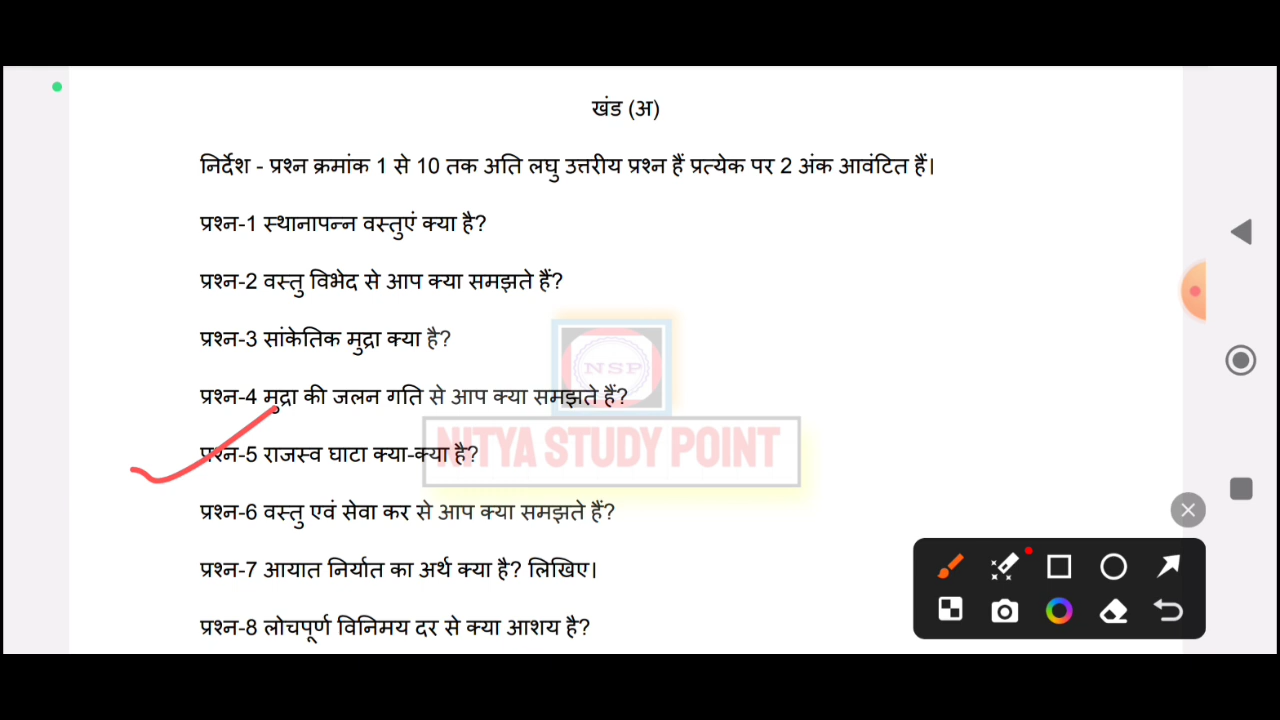 खंड (अ)
निर्देश - प्रश्न क्रमांक 1 से 10 तक अति लघु उत्तरीय प्रश्न हैं प्रत्येक पर 2 अंक आवंटित हैं।
प्रश्न-1 स्थानापन्न वस्तुएं क्या है?
प्रश्न-2 वस्तु विभेद से आप क्या समझते हैं?
प्रश्न-3 सांकेतिक मुद्रा क्या है?
NSP
प्रश्न-4 मुद्रा की जलन गति से आप क्या समझते हैं?
NITYA STUDY POINT
प्रश्न-5 राजस्व घाटा क्या-क्या है?
प्रश्न-6 वस्तु एवं सेवा कर से आप क्या समझते हैं?
प्रश्न-7 आयात निर्यात का अर्थ क्या है? लिखिए।
प्रश्न-8 लोचपूर्ण विनिमय दर से क्या आशय है?